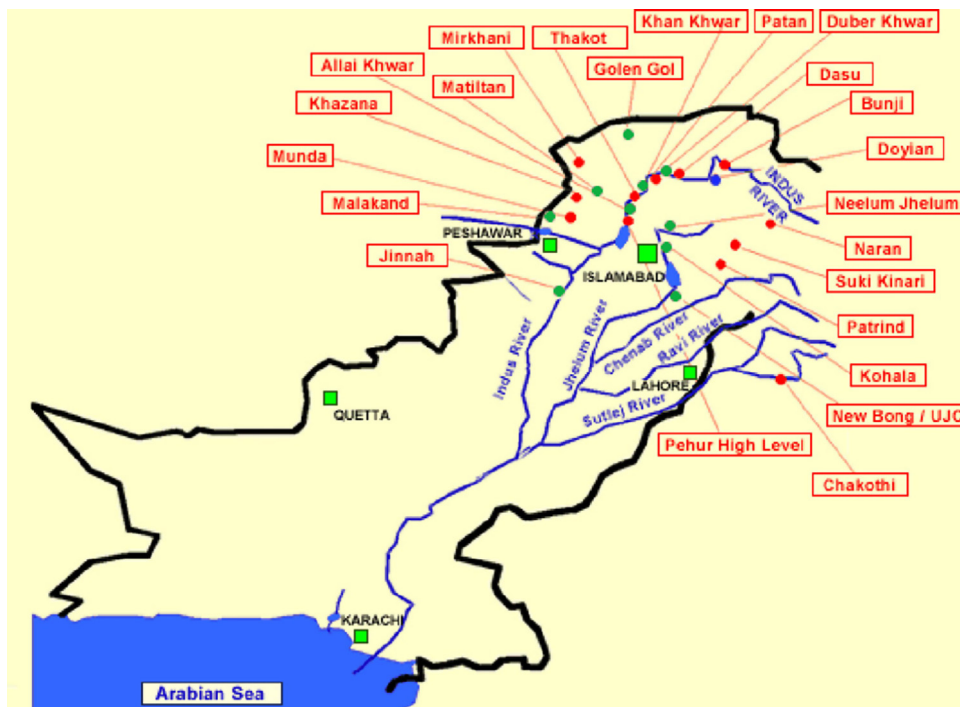 Khan Khwar
Patan
Duber Khwar
Mirkhani
Thakot
Allai Khwar
Golen Gol
Dasu
Matiltan
Khazana
Bunji
Munda
Doyian
INDUS
RIVER
Malakand
Neelum Jhelum
PESHAWAR
Naran
Jinnah
ISLAMABAD
Suki Kinari
Patrind
Indus River
Jhelum River
Chenab River
Ravi River
Kohala
LAHORE
QUETTA
Sutlej River
New Bong / UJC
Pehur High Level
Chakothi
KARACHI
Arabian Sea